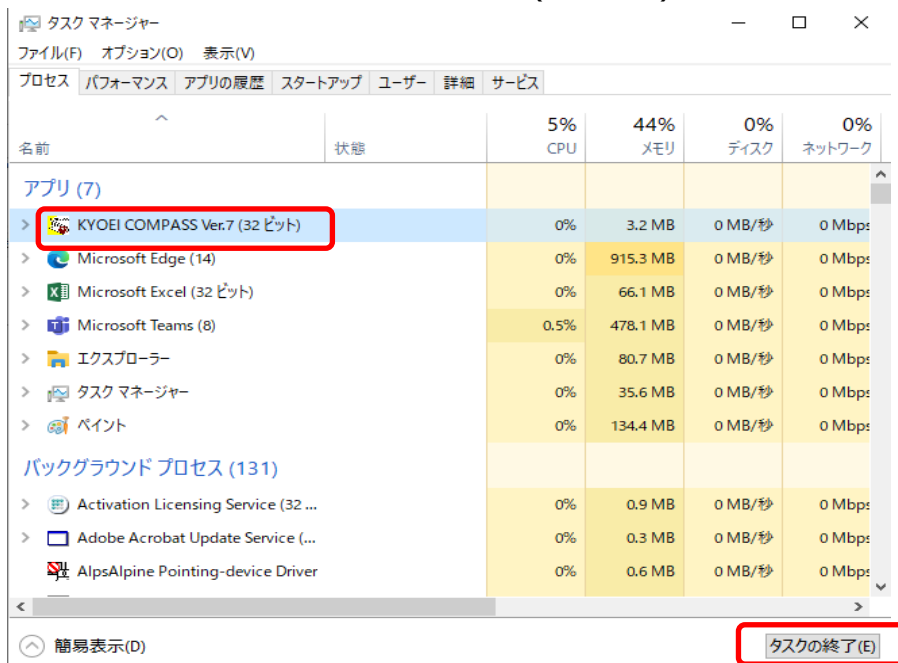 タスク マネージャー
ファイル(F) オプション(O) 表示(V)
プロセス パフォーマンス アプリの履歴 スタートアップ ユーザー 詳細 サービス
5% 44% 0% 0%
名前 状態 CPU メモリ ディスク ネットワーク
アプリ (7)
KYOEI COMPASS Ver.7 (32 ビット) 0% 3.2 MB 0 MB/秒 0 Mbps
Microsoft Edge (14) 0% 915.3 MB 0 MB/秒 0 Mbps
Microsoft Excel (32 ビット) 0% 66.1 MB 0 MB/秒 0 Mbps
Microsoft Teams (8) 0.5% 478.1 MB 0 MB/秒 0 Mbps
エクスプローラー 0% 80.7 MB 0 MB/秒 0 Mbps
タスク マネージャー 0% 35.6 MB 0 MB/秒 0 Mbps
ペイント 0% 134.4 MB 0 MB/秒 0 Mbps
バックグラウンド プロセス (131)
Activation Licensing Service (32 ... 0% 0.9 MB 0 MB/秒 0 Mbps
Adobe Acrobat Update Service (... 0% 0.3 MB 0 MB/秒 0 Mbps
AlpsAlpine Pointing-device Driver 0% 0.6 MB 0 MB/秒 0 Mbps
簡易表示(D) タスクの終了(E)